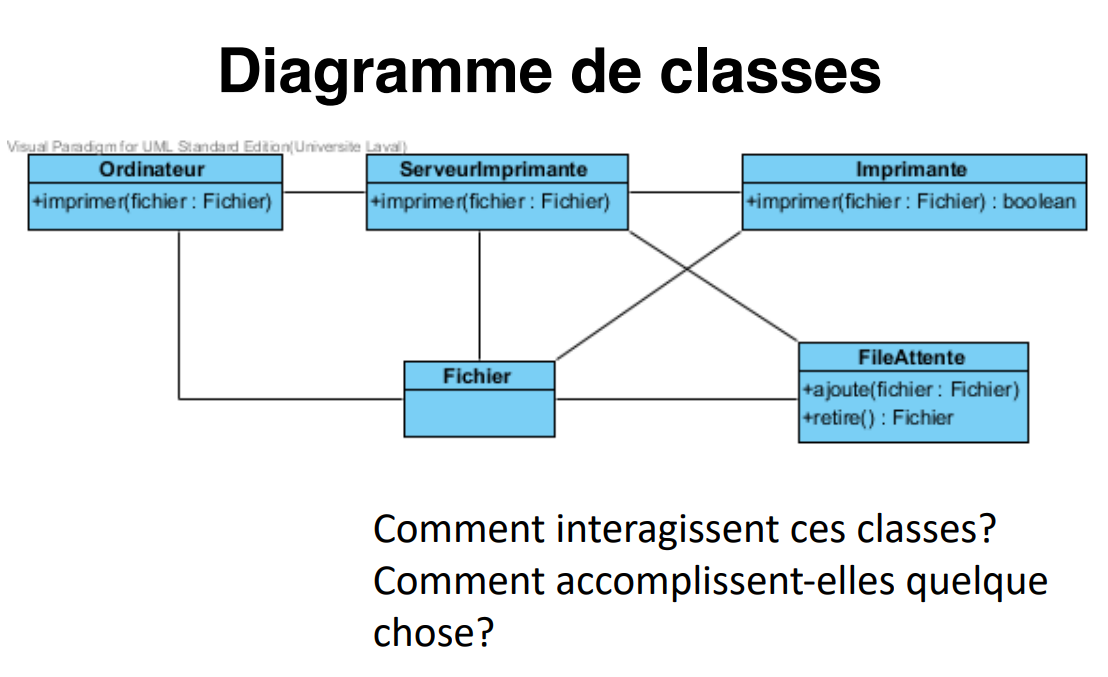 Diagramme de classes
Visual Paradigm for UML Standard Edition(Universite Laval)
Ordinateur
+imprimer(fichier : Fichier)
ServeurImprimante
+imprimer(fichier : Fichier)
Imprimante
+imprimer(fichier : Fichier) : boolean
Fichier
FileAttente
+ajoute(fichier : Fichier)
+retire() : Fichier
Comment interagissent ces classes?
Comment accomplissent-elles quelque
chose?